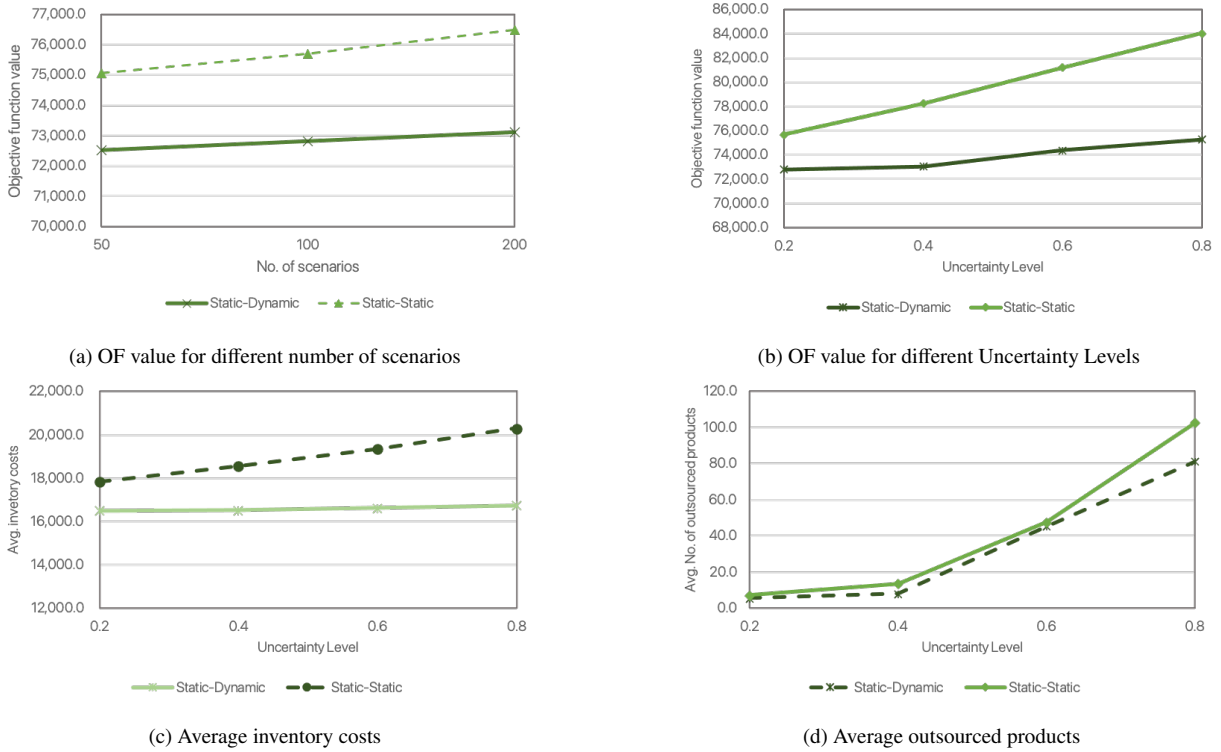 77,000.0
76,000.0
75,000.0
74,000.0
73,000.0
72,000.0
71,000.0
70,000.0
Objective function value
50 100 200
No. of scenarios
Static-Dynamic Static-Static
(a) OF value for different number of scenarios
86,000.0
84,000.0
82,000.0
80,000.0
78,000.0
76,000.0
74,000.0
72,000.0
70,000.0
68,000.0
Objective function value
0.2 0.4 0.6 0.8
Uncertainty Level
Static-Dynamic Static-Static
(b) OF value for different Uncertainty Levels
22,000.0
20,000.0
18,000.0
16,000.0
14,000.0
12,000.0
Avg. invetory costs
0.2 0.4 0.6 0.8
Uncertainty Level
Static-Dynamic Static-Static
(c) Average inventory costs
120.0
100.0
80.0
60.0
40.0
20.0
0.0
Avg. No. of outsourced products
0.2 0.4 0.6 0.8
Uncertainty Level
Static-Dynamic Static-Static
(d) Average outsourced products